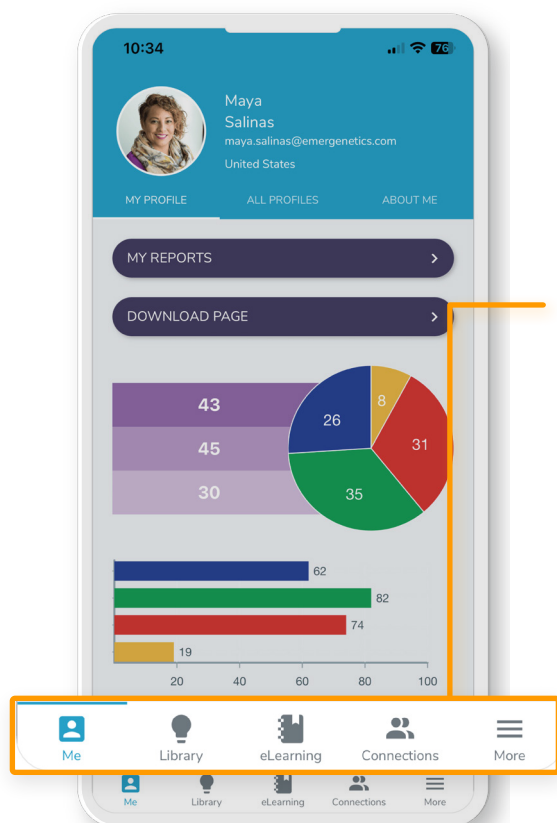 10:34
76
Maya
Salinas
maya.salinas@emergenetics.com
United States
MY PROFILE ALL PROFILES ABOUT ME
MY REPORTS
DOWNLOAD PAGE
43
45
30
26
8
31
35
62
82
74
19
20 40 60 80 100
Me Library eLearning Connections More
Me Library eLearning Connections More